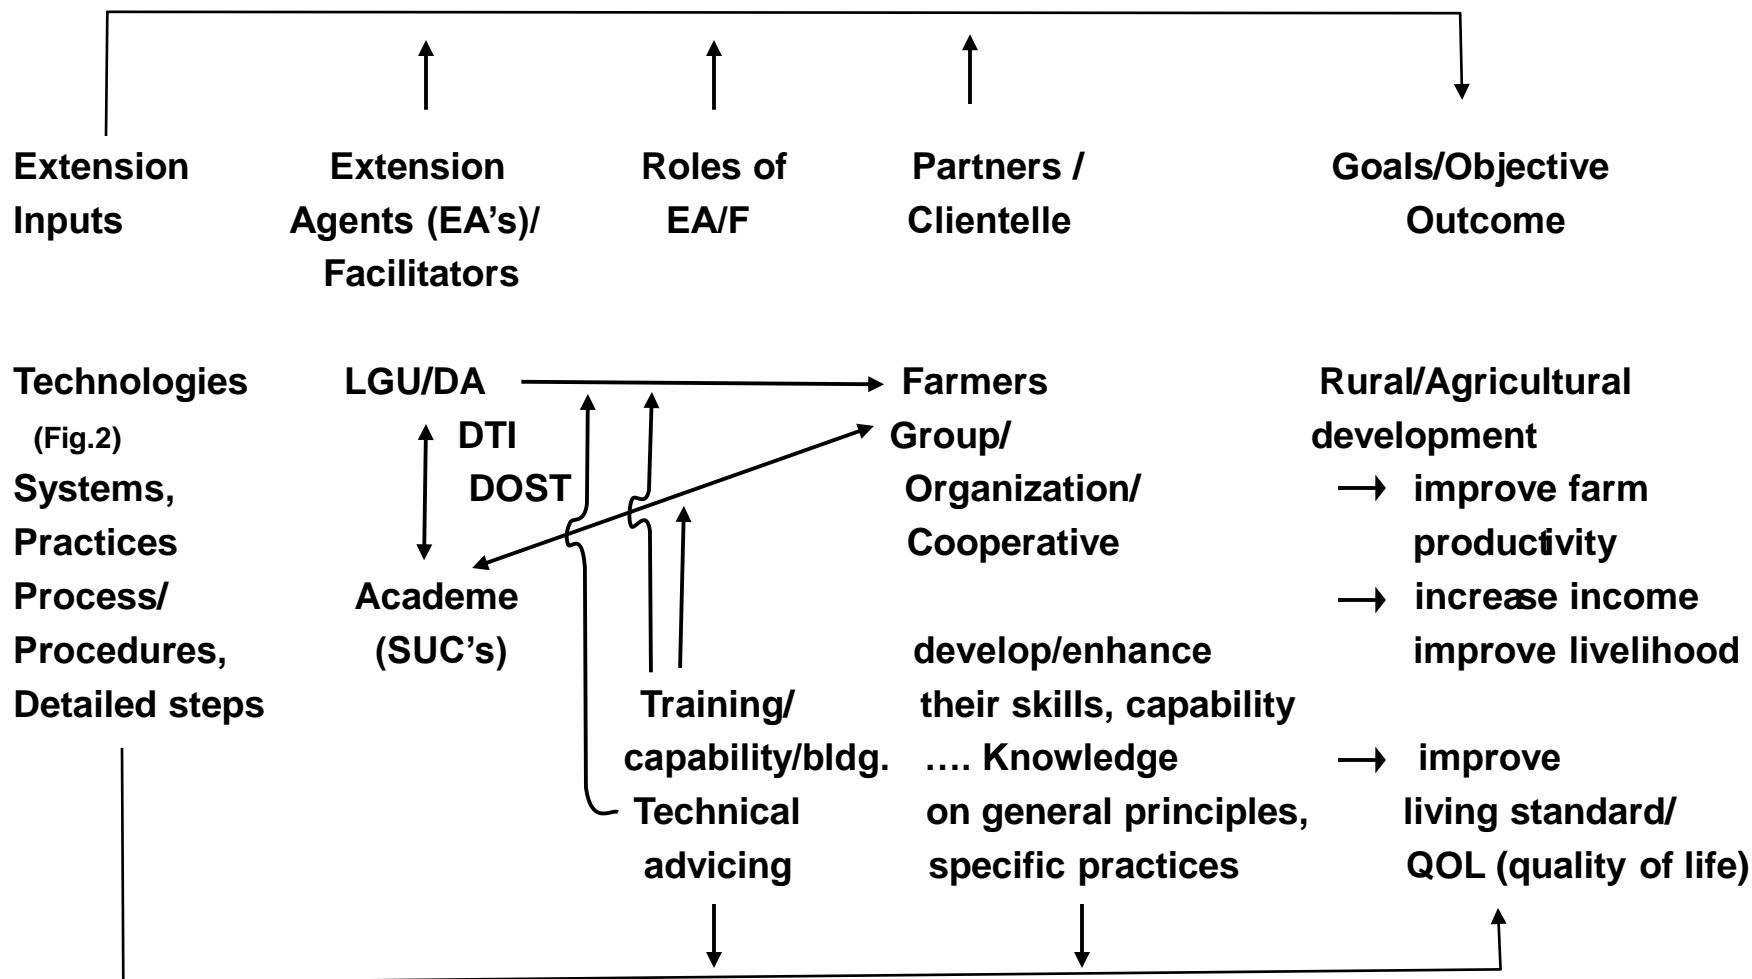 Extension
Inputs
Extension
Agents (EA's)/
Facilitators
Roles of
EA/F
Partners /
Clientelle
Goals/Objective
Outcome
Technologies
(Fig.2)
Systems,
Practices
Process/
Procedures,
Detailed steps
LGU/DA
DTI
DOST
Academe
(SUC's)
Training/
capability/bldg.
Technical
advicing
Farmers
Group/
Organization/
Cooperative
develop/enhance
their skills, capability
.... Knowledge
on general principles,
specific practices
Rural/Agricultural
development
improve farm
productivity
increase income
improve livelihood
improve
living standard/
QOL (quality of life)